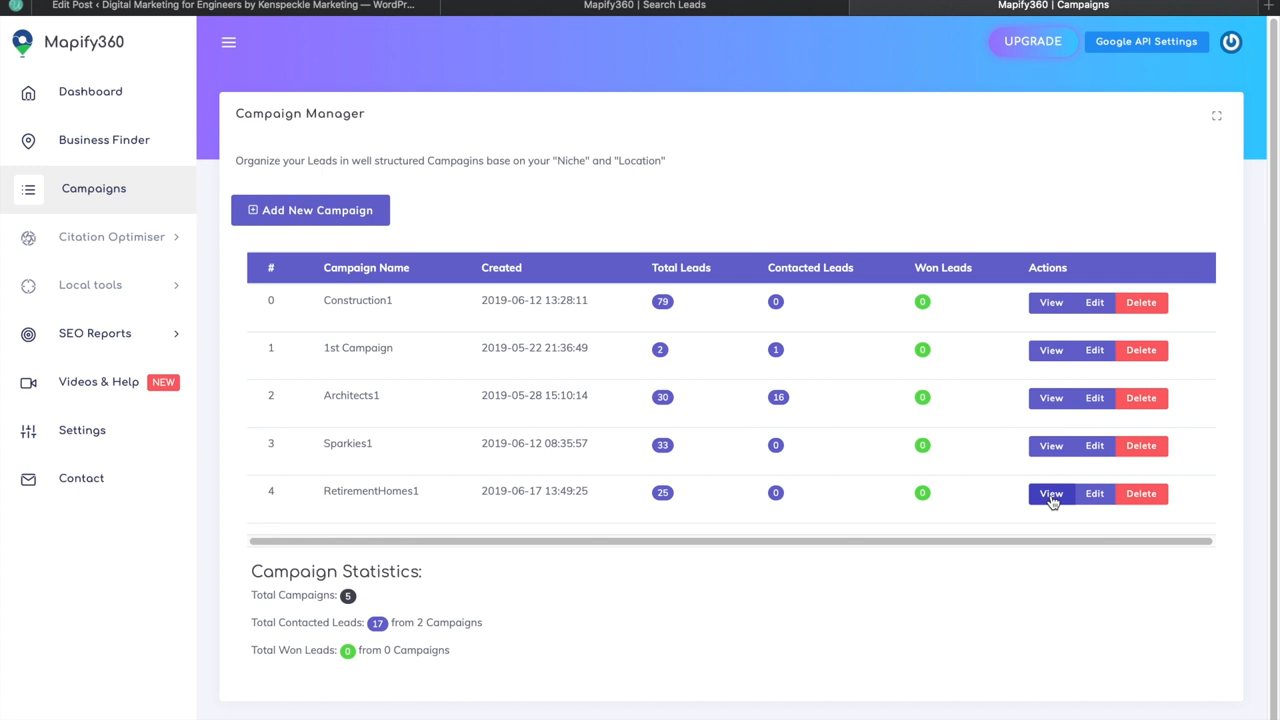 Edit Post ‹ Digital Marketing for Engineers by Kenspeckle Marketing — WordPr...
Mapify360 | Search Leads
Mapify360 | Campaigns
Mapify360
UPGRADE
Google API Settings
Dashboard
Business Finder
Campaigns
Citation Optimiser
Local tools
SEO Reports
Videos & Help NEW
Settings
Contact
Campaign Manager
Organize your Leads in well structured Campagins base on your "Niche" and "Location"
Add New Campaign
# Campaign Name Created Total Leads Contacted Leads Won Leads Actions
0 Construction1 2019-06-12 13:28:11 79 0 0 View Edit Delete
1 1st Campaign 2019-05-22 21:36:49 2 1 0 View Edit Delete
2 Architects1 2019-05-28 15:10:14 30 16 0 View Edit Delete
3 Sparkies1 2019-06-12 08:35:57 33 0 0 View Edit Delete
4 RetirementHomes1 2019-06-17 13:49:25 25 0 0 View Edit Delete
Campaign Statistics:
Total Campaigns: 5
Total Contacted Leads: 17 from 2 Campaigns
Total Won Leads: 0 from 0 Campaigns